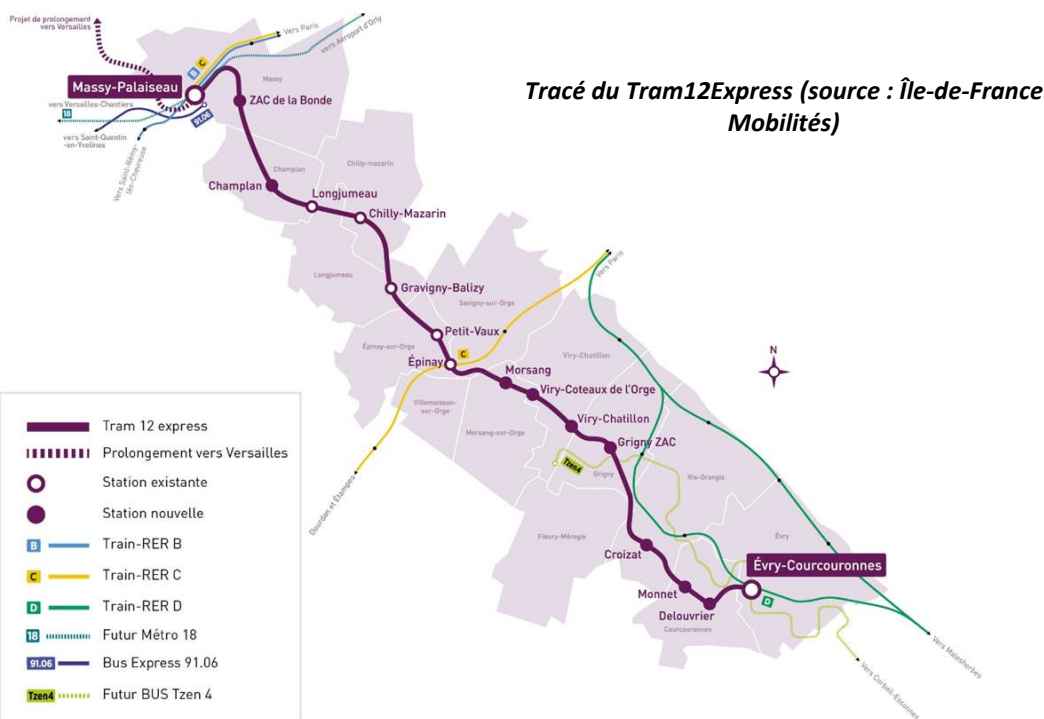 Projet de prolongement
vers Versailles
Vers Paris
vers Aéroport d'Orly
B
C
Massy-Palaiseau
Massy
ZAC de la Bonde
vers Versailles-Chantiers
18
91.06
vers Saint-Quentin
-en-Yvelines
Vers Saint-Rémy-
lès-Chevreuse
Tracé du Tram12Express (source : Île-de-France
Mobilités)
Chilly-mazarin
Champlan
Champlan
Longjumeau
Chilly-Mazarin
Longjumeau
Gravigny-Balizy
Savigny-sur-Orge
Vers Paris
Petit-Vaux
Épinay-sur-Orge
Épinay
C
Viry-Chatillon
Morsang
Viry-Coteaux de l'Orge
N
Villemoisson-
sur-Orge
Morsang-sur-Orge
Viry-Chatillon
Grigny ZAC
Tzen4
Grigny
Ris-Orangis
Dourdan et Étampes
Fleury-Mérogis
Évry
Croizat
Évry-Courcouronnes
Monnet
D
Delouvrier
Courcouronnes
Vers Malesherbes
Vers Corbeil-Essonnes
Tram 12 express
Prolongement vers Versailles
Station existante
Station nouvelle
B Train-RER B
C Train-RER C
D Train-RER D
18 Futur Métro 18
91.06 Bus Express 91.06
Tzen4 Futur BUS Tzen 4